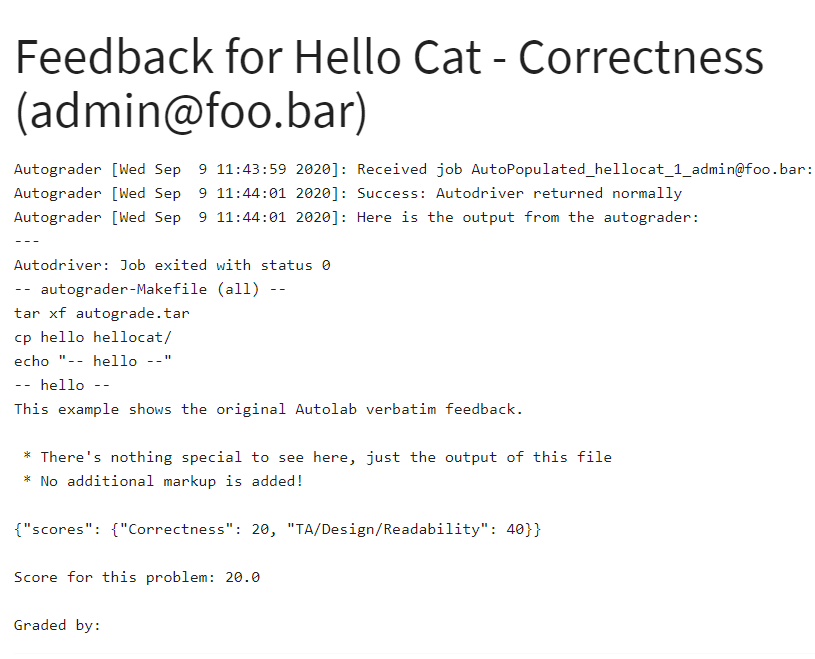 Feedback for Hello Cat - Correctness
(admin@foo.bar)
Autograder [Wed Sep  9 11:43:59 2020]: Received job AutoPopulated_hellocat_1_admin@foo.bar:
Autograder [Wed Sep  9 11:44:01 2020]: Success: Autodriver returned normally
Autograder [Wed Sep  9 11:44:01 2020]: Here is the output from the autograder:
---
Autodriver: Job exited with status 0
-- autograder-Makefile (all) --
tar xf autograde.tar
cp hello hellocat/
echo "-- hello --"
-- hello --
This example shows the original Autolab verbatim feedback.
 * There's nothing special to see here, just the output of this file
 * No additional markup is added!
{"scores": {"Correctness": 20, "TA/Design/Readability": 40}}
Score for this problem: 20.0
Graded by: